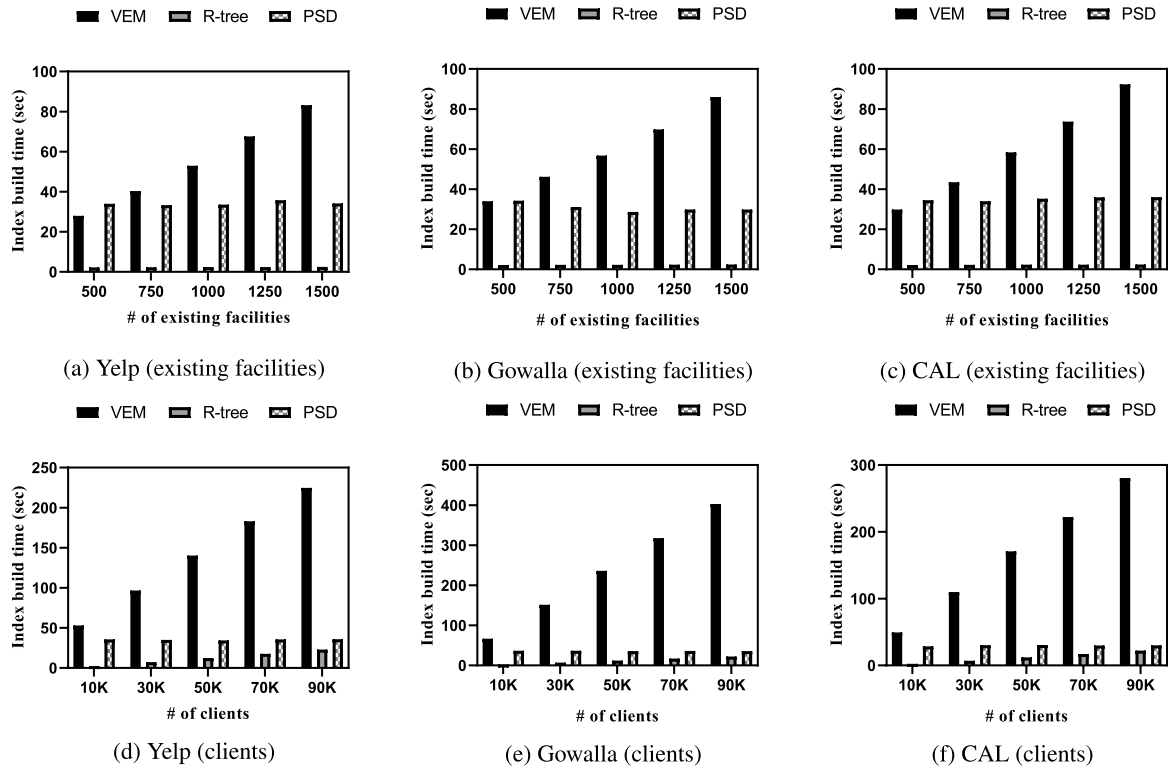 VEM R-tree PSD
Index build time (sec)
100
80
60
40
20
0
500 750 1000 1250 1500
# of existing facilities
(a) Yelp (existing facilities)
VEM R-tree PSD
Index build time (sec)
100
80
60
40
20
0
500 750 1000 1250 1500
# of existing facilities
(b) Gowalla (existing facilities)
VEM R-tree PSD
Index build time (sec)
100
80
60
40
20
0
500 750 1000 1250 1500
# of existing facilities
(c) CAL (existing facilities)
VEM R-tree PSD
Index build time (sec)
250
200
150
100
50
0
10K 30K 50K 70K 90K
# of clients
(d) Yelp (clients)
VEM R-tree PSD
Index build time (sec)
500
400
300
200
100
0
10K 30K 50K 70K 90K
# of clients
(e) Gowalla (clients)
VEM R-tree PSD
Index build time (sec)
300
200
100
0
10K 30K 50K 70K 90K
# of clients
(f) CAL (clients)